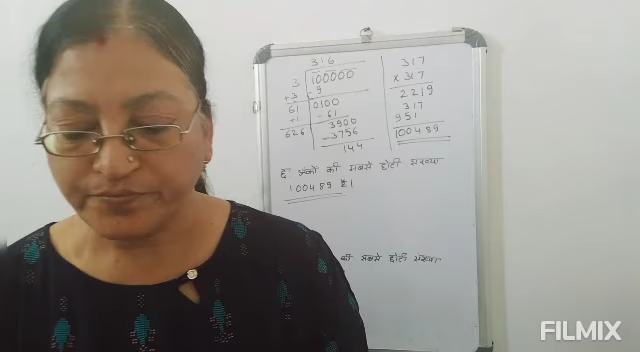 316
3 100000
+3 -9
61 0100
+1 -61
626 3900
-3756
144
317
x 317
2219
317
951
100489
छ अंकों की सबसे छोटी संख्या
100489 है।
की सबसे छोटी संख्या
FILMIX